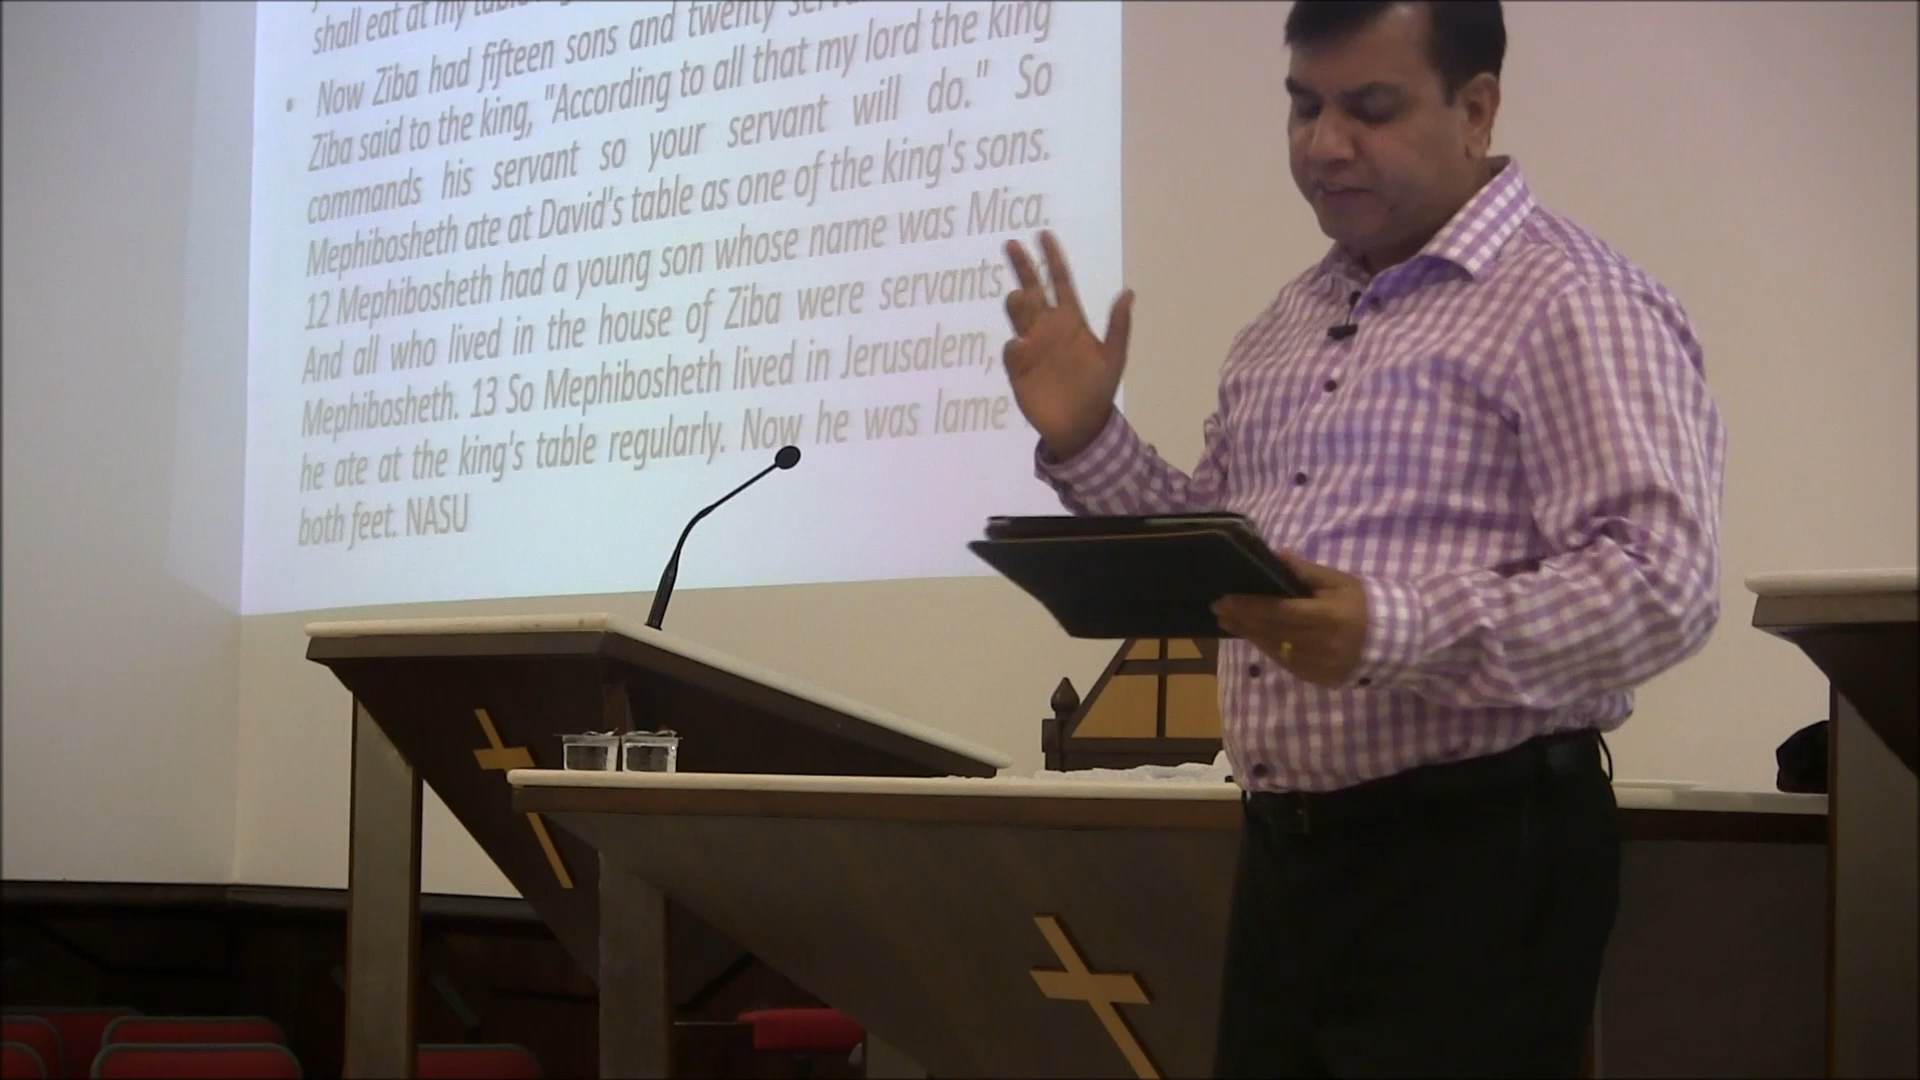 shall eat at my
• Now Ziba had fifteen sons and twenty
Ziba said to the king, "According to all that my lord the king
commands his servant so your servant will do." So
Mephibosheth ate at David's table as one of the king's sons.
12 Mephibosheth had a young son whose name was Mica.
And all who lived in the house of Ziba were servants
Mephibosheth. 13 So Mephibosheth lived in Jerusalem,
he ate at the king's table regularly. Now he was lame
both feet. NASU